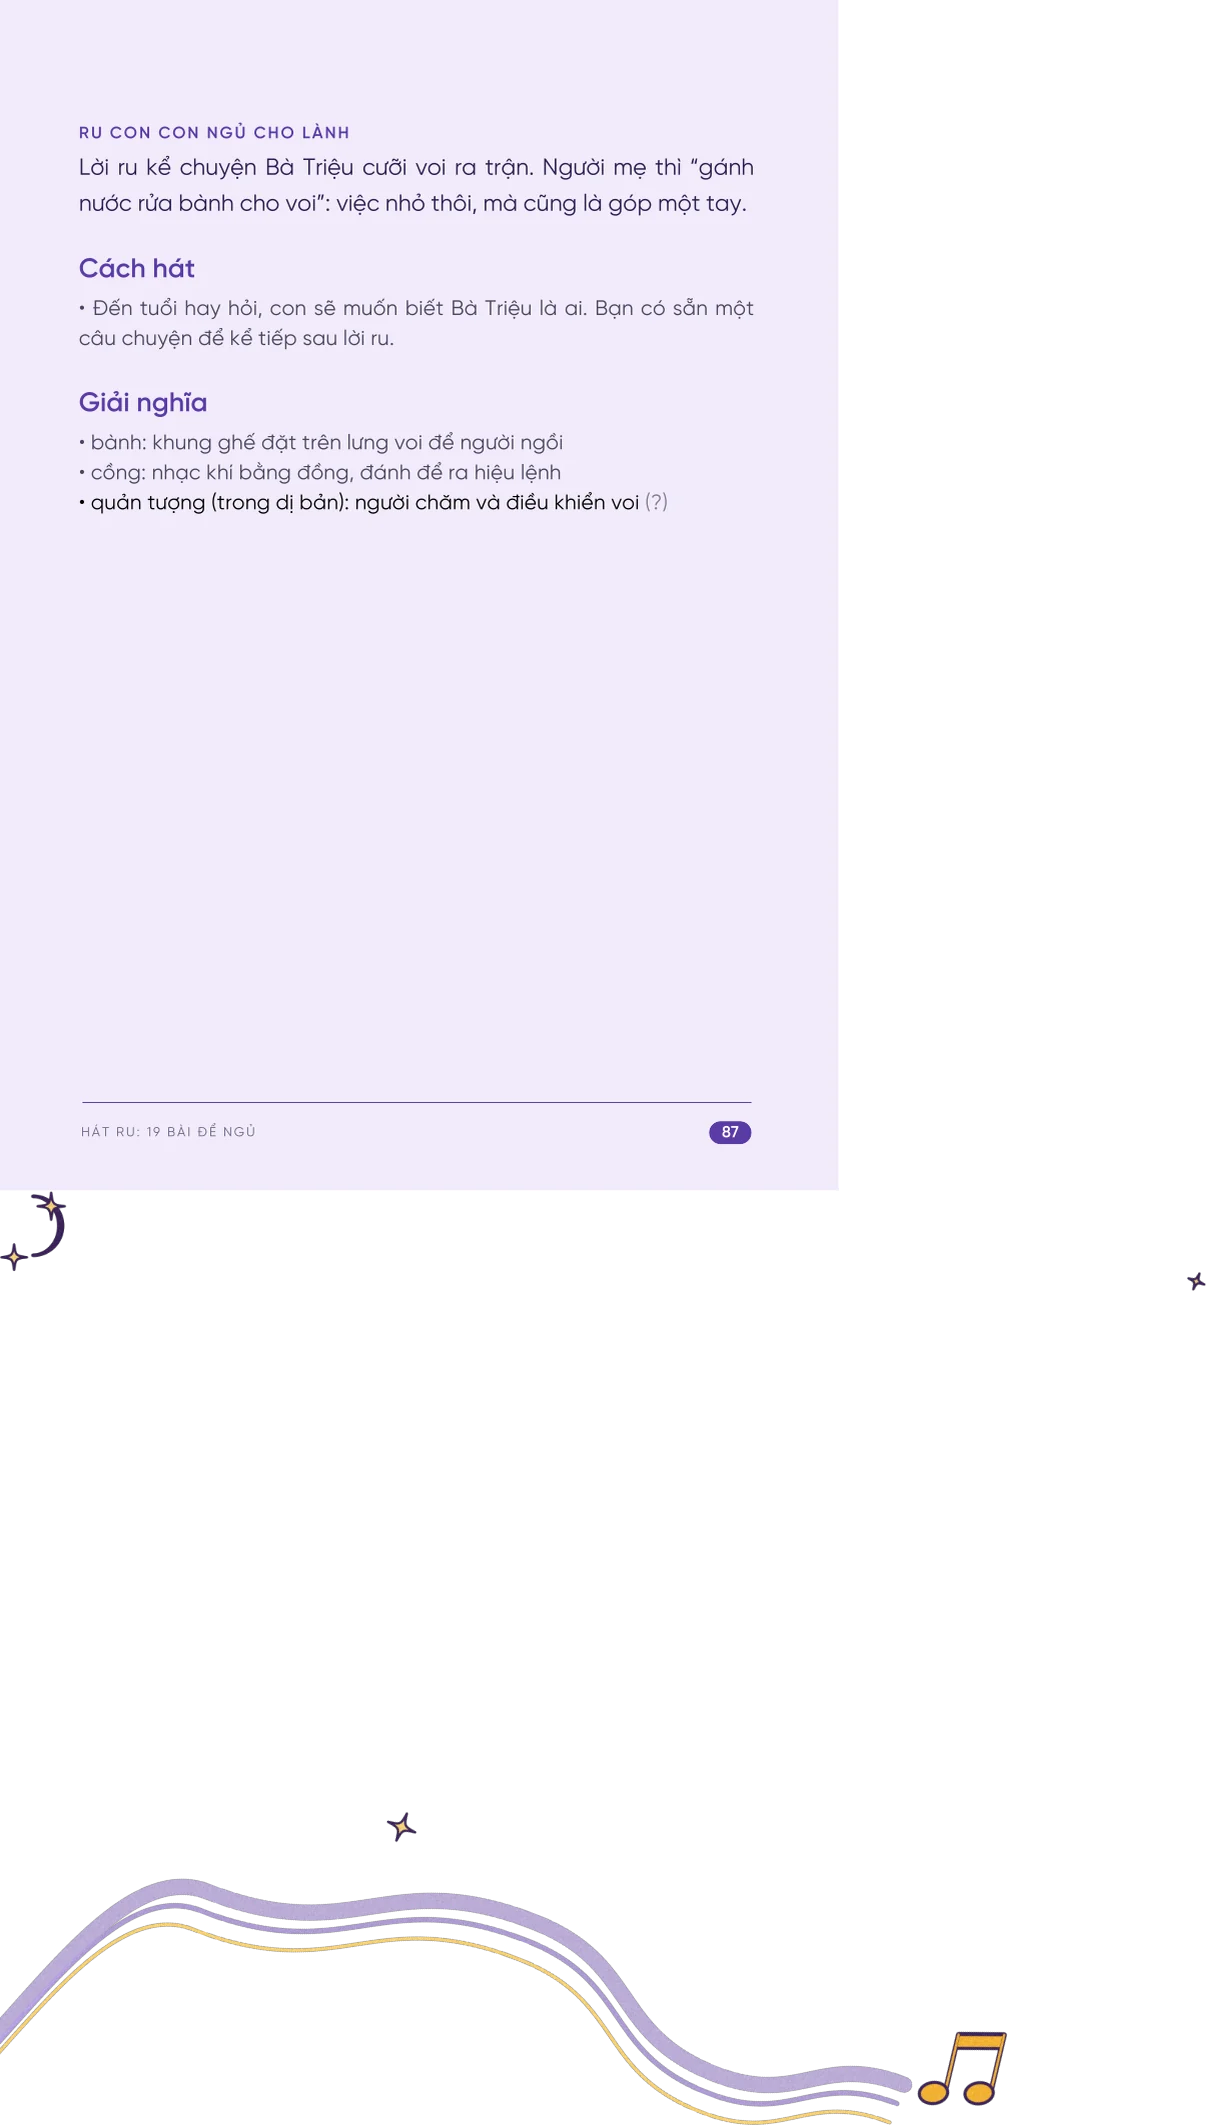 RU CON CON NGỦ CHO LÀNH
Lời ru kể chuyện Bà Triệu cưỡi voi ra trận. Người mẹ thì “gánh
nước rửa bành cho voi”: việc nhỏ thôi, mà cũng là góp một tay.
Cách hát
• Đến tuổi hay hỏi, con sẽ muốn biết Bà Triệu là ai. Bạn có sẵn một
câu chuyện để kể tiếp sau lời ru.
Giải nghĩa
• bành: khung ghế đặt trên lưng voi để người ngồi
• cồng: nhạc khí bằng đồng, đánh để ra hiệu lệnh
• quản tượng (trong dị bản): người chăm và điều khiển voi (?)
HÁT RU: 19 BÀI ĐỂ NGỦ
87